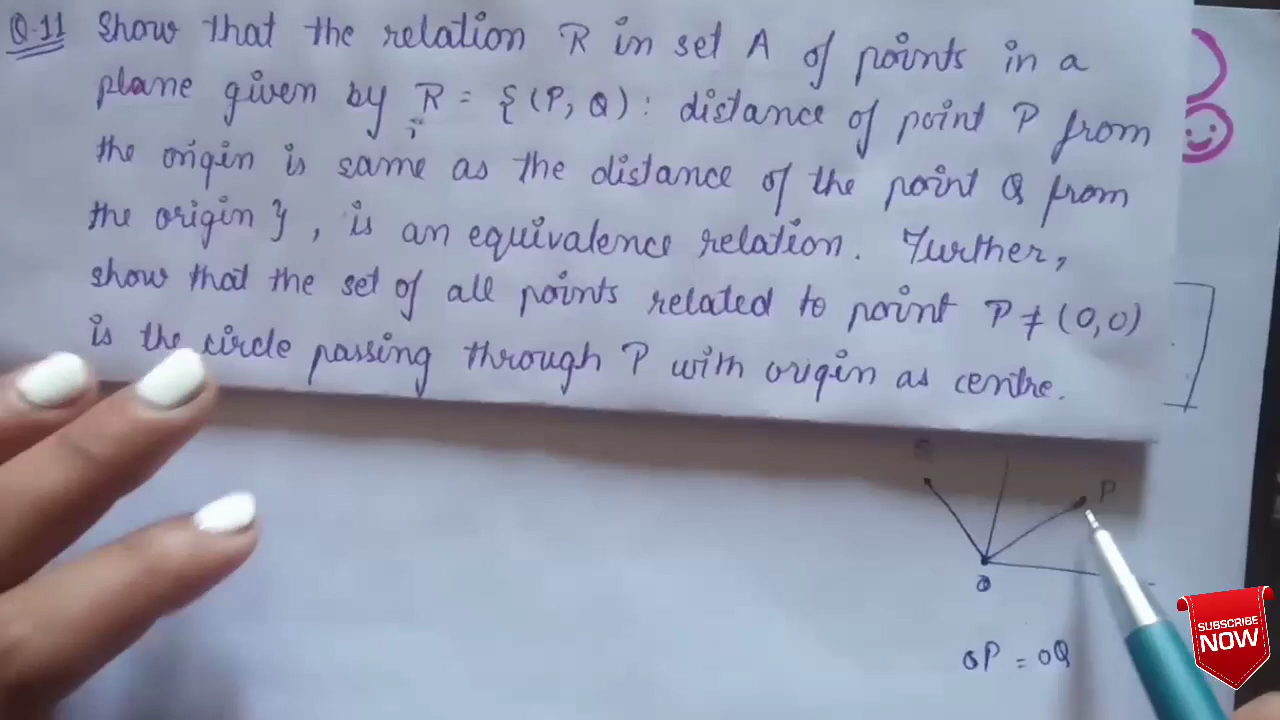 Q.11 Show that the relation R in set A of points in a
plane given by R = {(P, Q) : distance of point P from
the origin is same as the distance of the point Q from
the origin}, is an equivalence relation. Further,
show that the set of all points related to point P ≠ (0,0)
is the circle passing through P with origin as centre.
P
O
OP = OQ
SUBSCRIBE
NOW